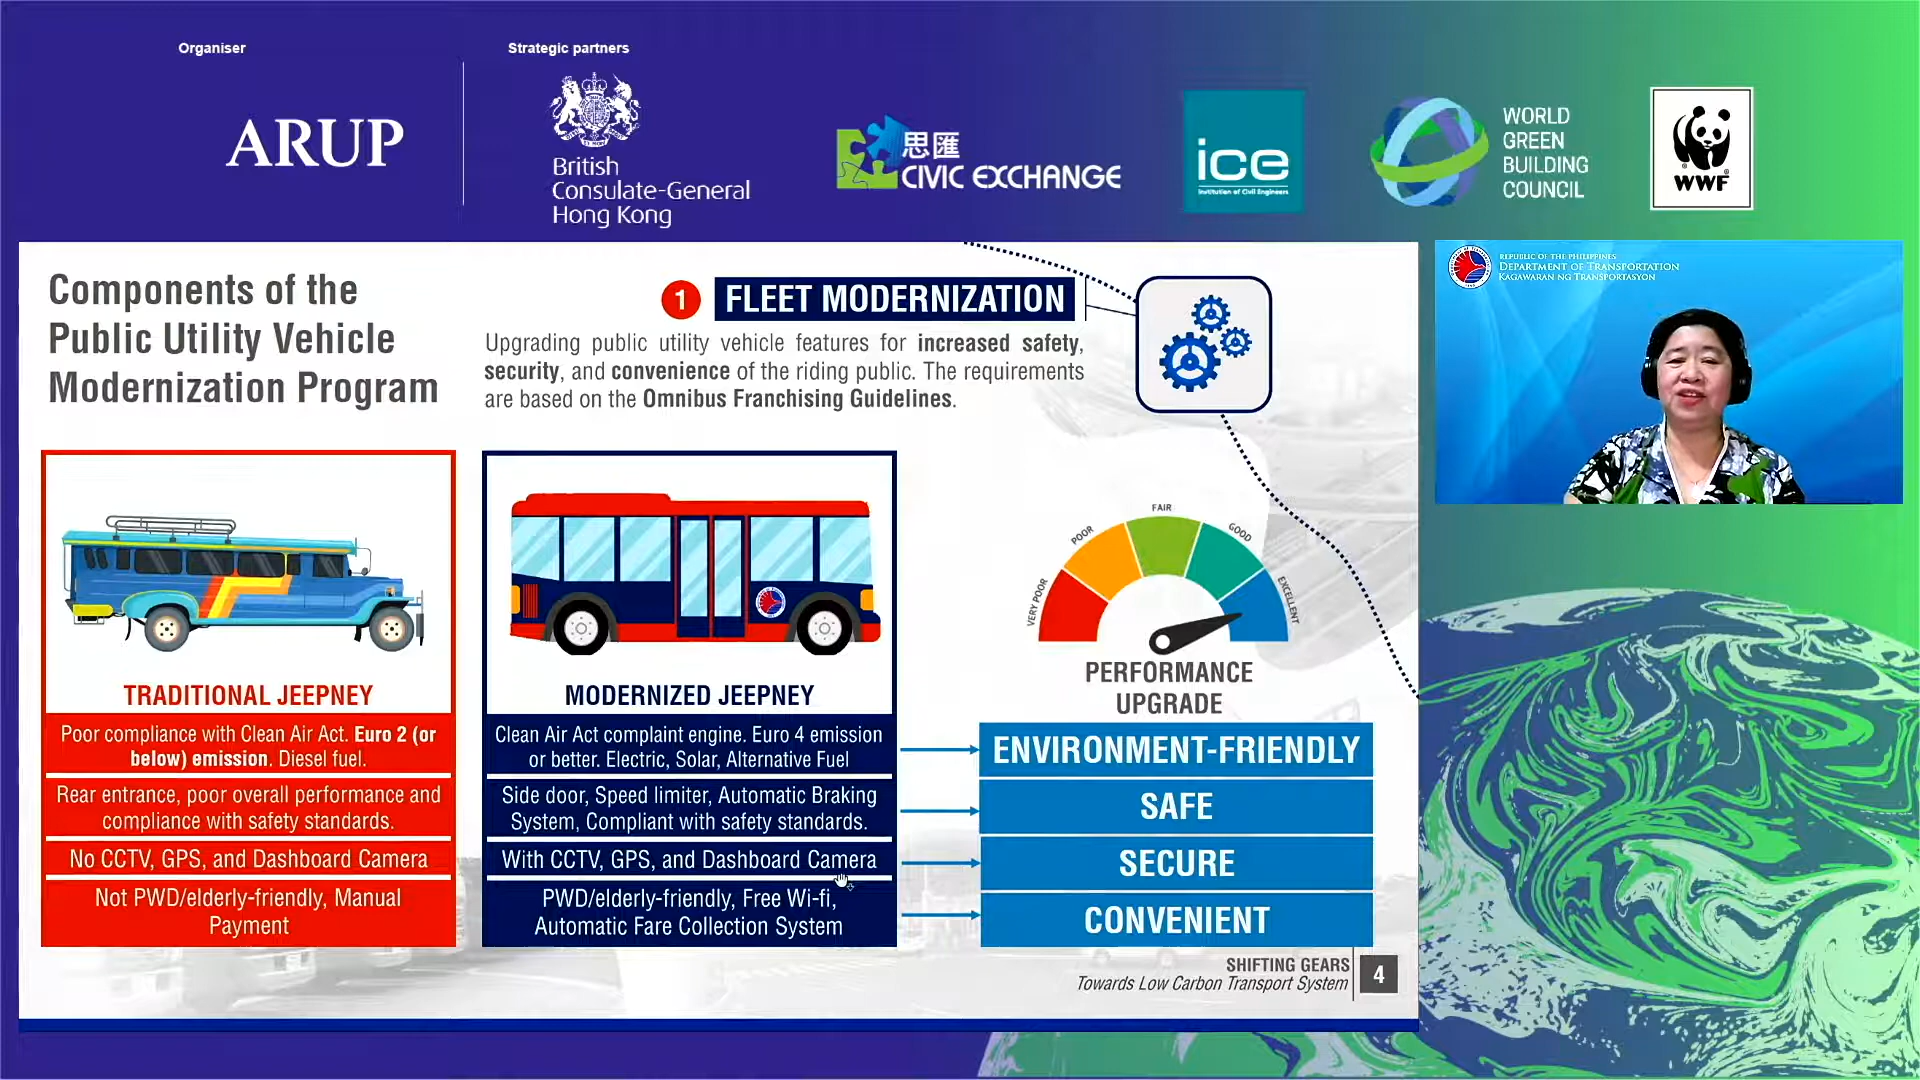 Organiser
Strategic partners
ARUP
British
Consulate-General
Hong Kong
思匯
CIVIC EXCHANGE
ice
Institution of Civil Engineers
WORLD
GREEN
BUILDING
COUNCIL
WWF
REPUBLIC OF THE PHILIPPINES
DEPARTMENT OF TRANSPORTATION
KAGAWARAN NG TRANSPORTASYON
Components of the
Public Utility Vehicle
Modernization Program
1 FLEET MODERNIZATION
Upgrading public utility vehicle features for increased safety,
security, and convenience of the riding public. The requirements
are based on the Omnibus Franchising Guidelines.
TRADITIONAL JEEPNEY
Poor compliance with Clean Air Act. Euro 2 (or
below) emission. Diesel fuel.
Rear entrance, poor overall performance and
compliance with safety standards.
No CCTV, GPS, and Dashboard Camera
Not PWD/elderly-friendly, Manual
Payment
MODERNIZED JEEPNEY
Clean Air Act complaint engine. Euro 4 emission
or better. Electric, Solar, Alternative Fuel
Side door, Speed limiter, Automatic Braking
System, Compliant with safety standards.
With CCTV, GPS, and Dashboard Camera
PWD/elderly-friendly, Free Wi-fi,
Automatic Fare Collection System
VERY POOR
POOR
FAIR
GOOD
EXCELLENT
PERFORMANCE
UPGRADE
ENVIRONMENT-FRIENDLY
SAFE
SECURE
CONVENIENT
SHIFTING GEARS
Towards Low Carbon Transport System
4